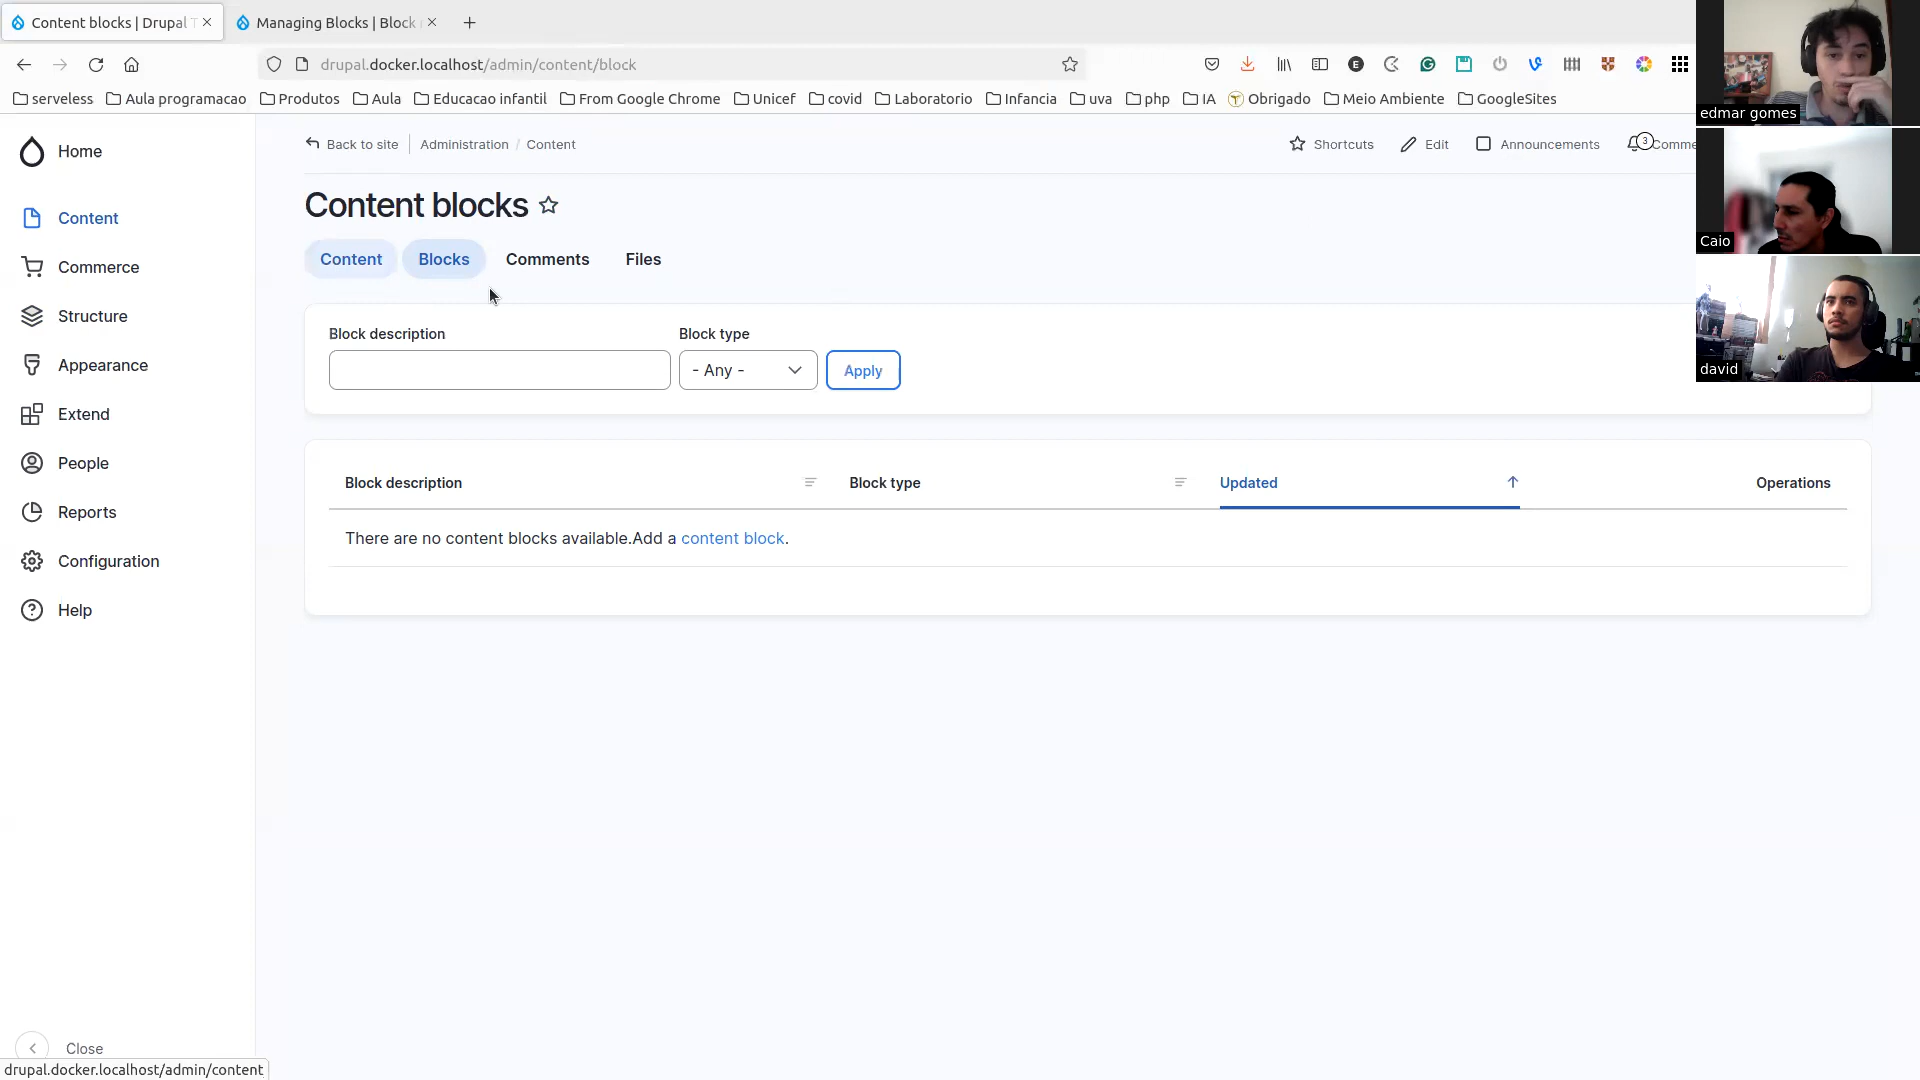 Content blocks | Drupal T
Managing Blocks | Block
drupal.docker.localhost/admin/content/block
serveless
Aula programacao
Produtos
Aula
Educacao infantil
From Google Chrome
Unicef
covid
Laboratorio
Infancia
uva
php
IA
Obrigado
Meio Ambiente
GoogleSites
edmar gomes
Caio
david
Home
Content
Commerce
Structure
Appearance
Extend
People
Reports
Configuration
Help
Close
Back to site
Administration / Content
Shortcuts
Edit
Announcements
3
Comme
Content blocks
Content
Blocks
Comments
Files
Block description
Block type
- Any -
Apply
Block description
Block type
Updated
Operations
There are no content blocks available.Add a content block.
drupal.docker.localhost/admin/content